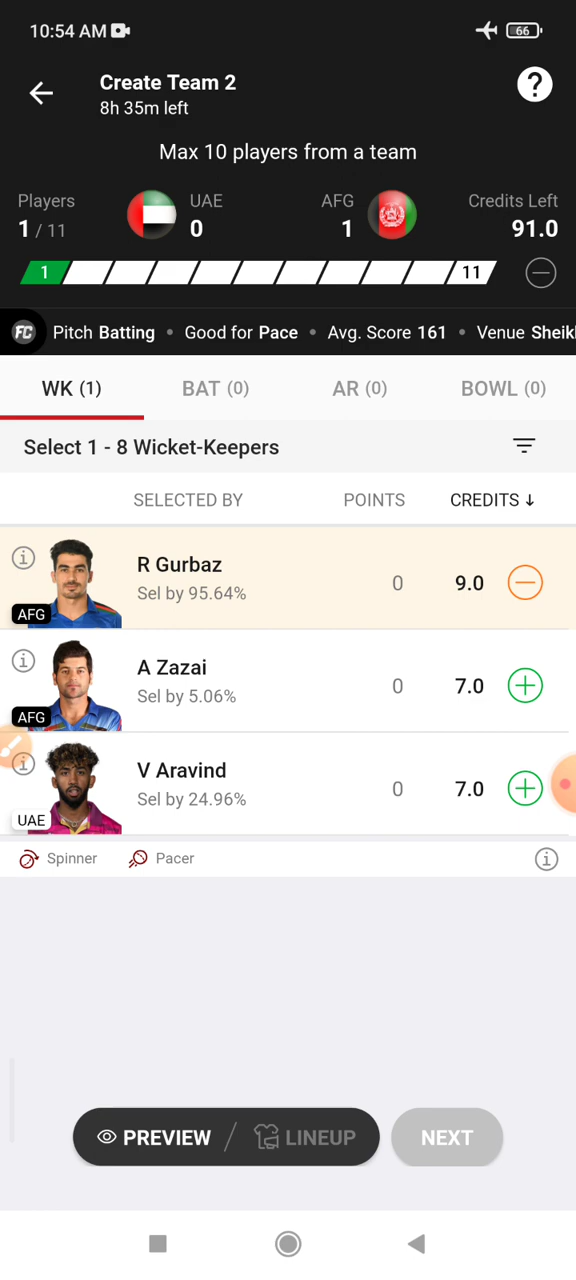 10:54 AM
66
Create Team 2
8h 35m left
?
Max 10 players from a team
Players
UAE
AFG
Credits Left
1 / 11
0
1
91.0
1
11
FC Pitch Batting • Good for Pace • Avg. Score 161 • Venue Sheik
WK (1)
BAT (0)
AR (0)
BOWL (0)
Select 1 - 8 Wicket-Keepers
SELECTED BY
POINTS
CREDITS ↓
R Gurbaz
Sel by 95.64%
0
9.0
AFG
A Zazai
Sel by 5.06%
0
7.0
AFG
V Aravind
Sel by 24.96%
0
7.0
UAE
Spinner
Pacer
PREVIEW / LINEUP
NEXT